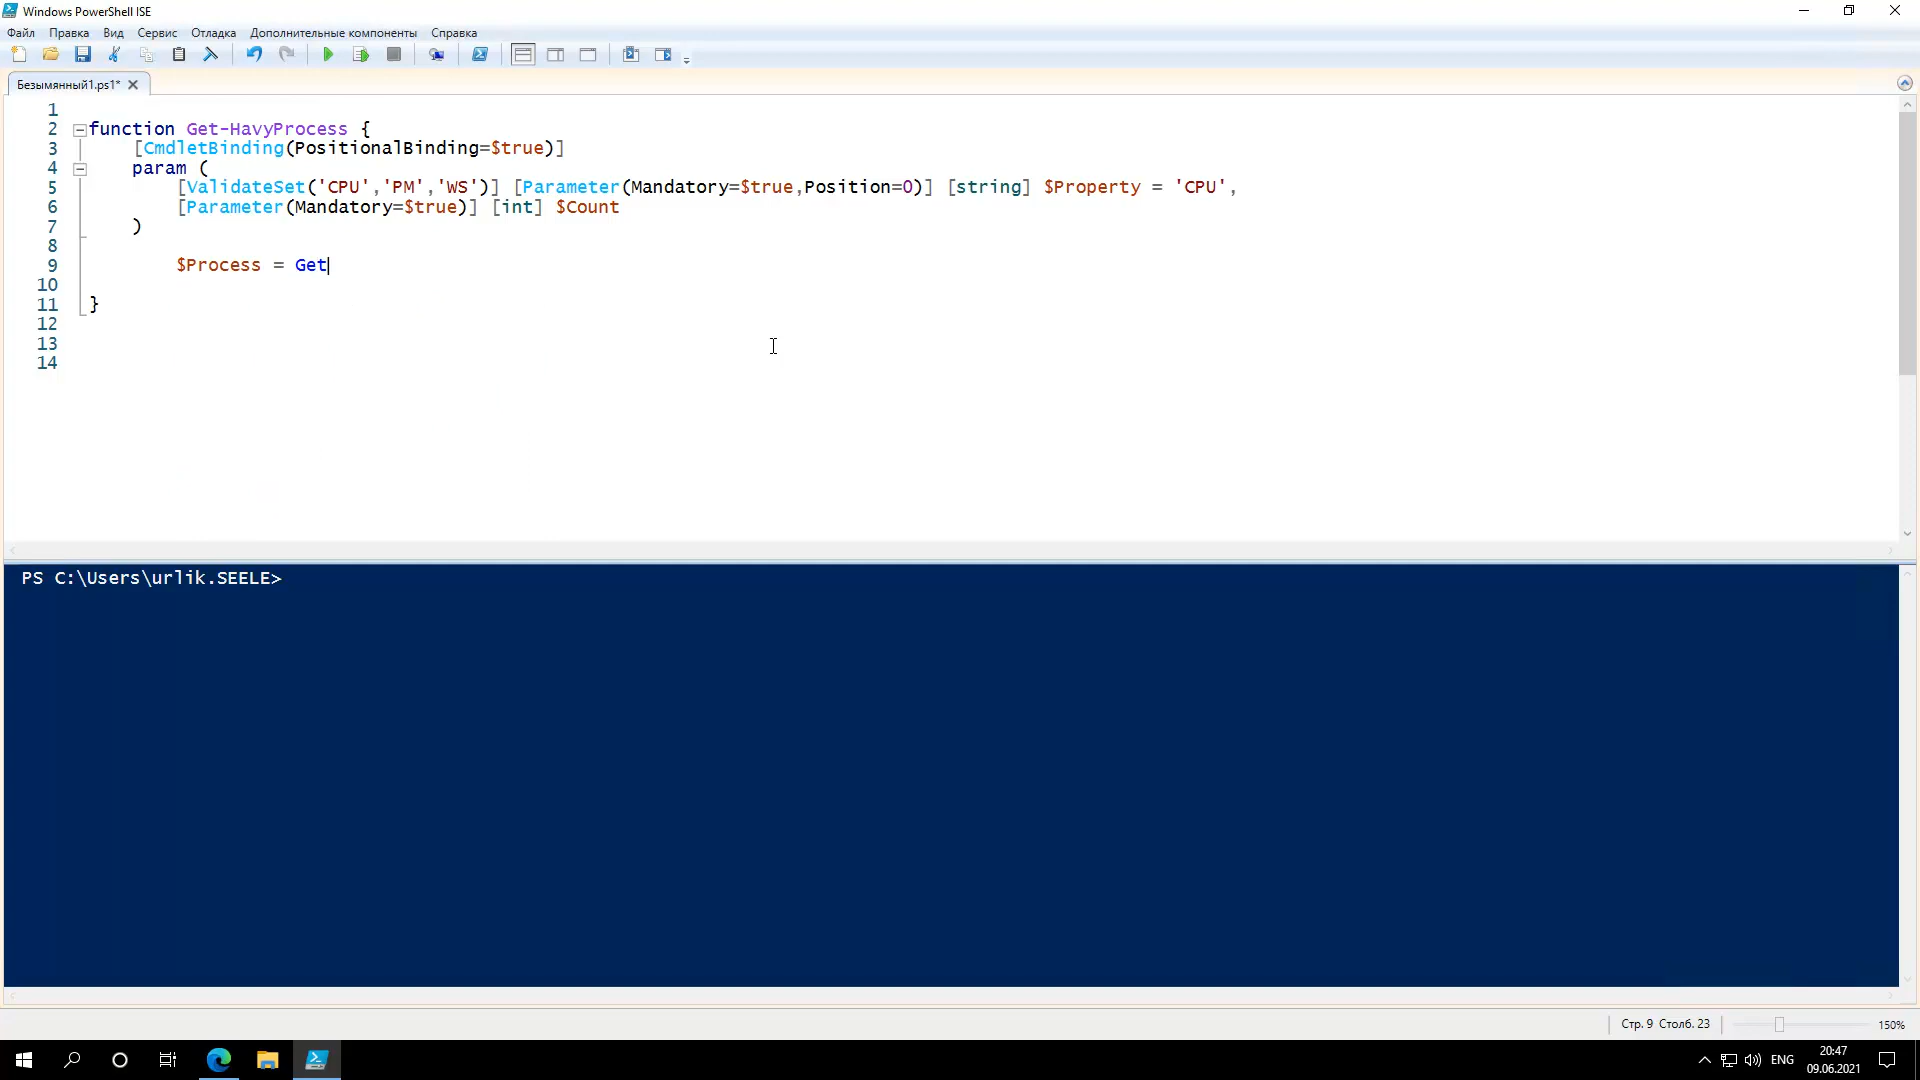 Windows PowerShell ISE
Файл Правка Вид Сервис Отладка Дополнительные компоненты Справка
Безымянный1.ps1*
1
2 function Get-HavyProcess {
3 [CmdletBinding(PositionalBinding=$true)]
4 param (
5 [ValidateSet('CPU','PM','WS')] [Parameter(Mandatory=$true,Position=0)] [string] $Property = 'CPU',
6 [Parameter(Mandatory=$true)] [int] $Count
7 )
8
9 $Process = Get
10
11 }
12
13
14
PS C:\Users\urlik.SEELE>
Стр. 9 Столб. 23 150%
ENG 20:47
09.06.2021